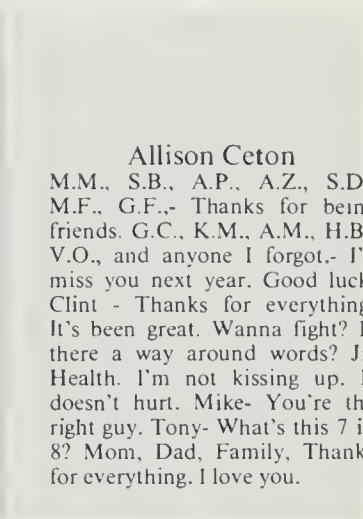 Allison Ceton
M.M., S.B., A.P., A.Z., S.D
M.F., G.F.,- Thanks for bein
friends. G.C., K.M., A.M., H.B
V.O., and anyone I forgot.- I'
miss you next year. Good luck
Clint - Thanks for everything
It's been great. Wanna fight?
there a way around words?
Health. I'm not kissing up.
doesn't hurt. Mike- You're th
right guy. Tony- What's this 7 i
8? Mom, Dad, Family, Thank
for everything. I love you.